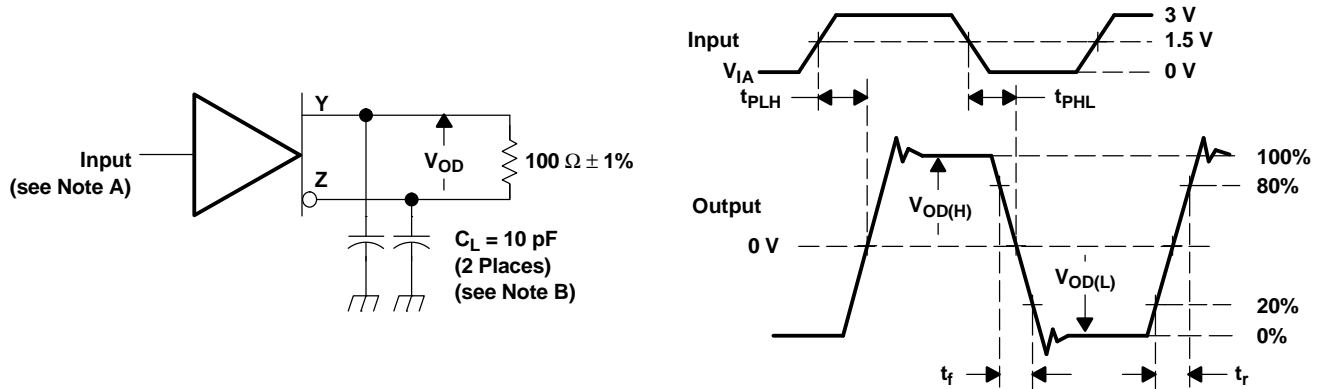 Input
(see Note A)
Y
Z
V_OD
100 Ω ± 1%
C_L = 10 pF
(2 Places)
(see Note B)
Input
V_IA
3 V
1.5 V
0 V
t_PLH
t_PHL
Output
0 V
V_OD(H)
V_OD(L)
100%
80%
20%
0%
t_f
t_r